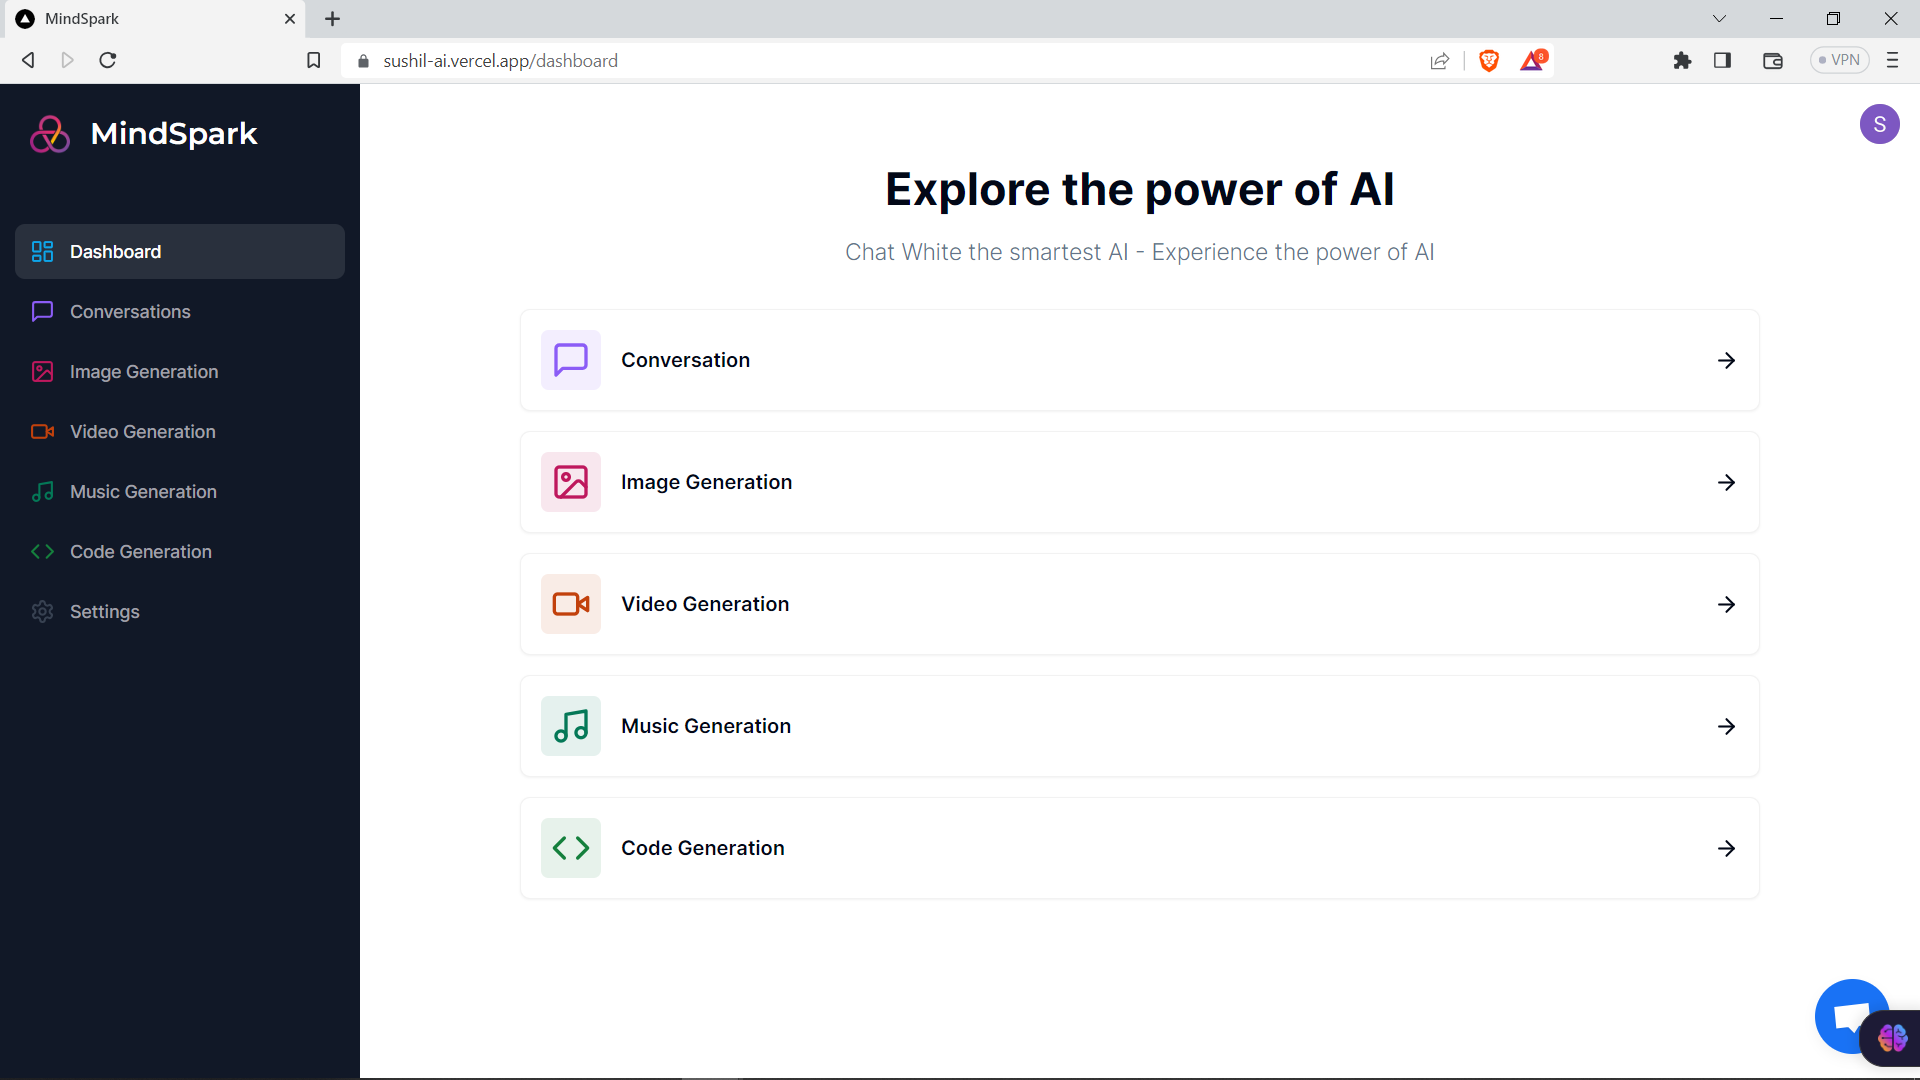 MindSpark
sushil-ai.vercel.app/dashboard
8
VPN
MindSpark
S
Explore the power of AI
Chat White the smartest AI - Experience the power of AI
Dashboard
Conversations
Image Generation
Video Generation
Music Generation
Code Generation
Settings
Conversation
Image Generation
Video Generation
Music Generation
Code Generation